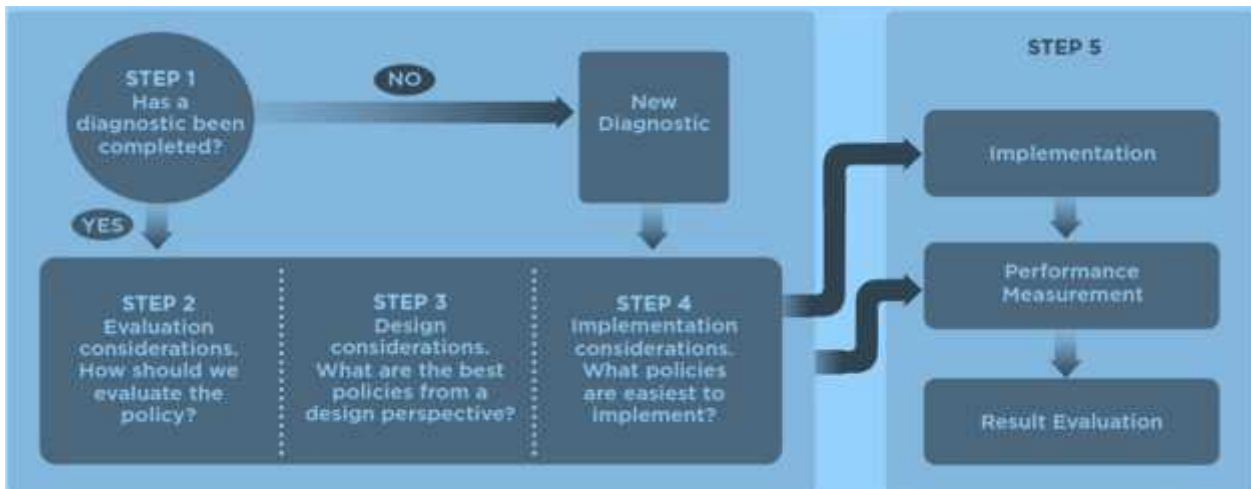 STEP 1
Has a
diagnostic been
completed?
NO
New
Diagnostic
YES
STEP 2
Evaluation
considerations.
How should we
evaluate the
policy?
STEP 3
Design
considerations.
What are the best
policies from a
design perspective?
STEP 4
Implementation
considerations.
What policies
are easiest to
implement?
STEP 5
Implementation
Performance
Measurement
Result Evaluation